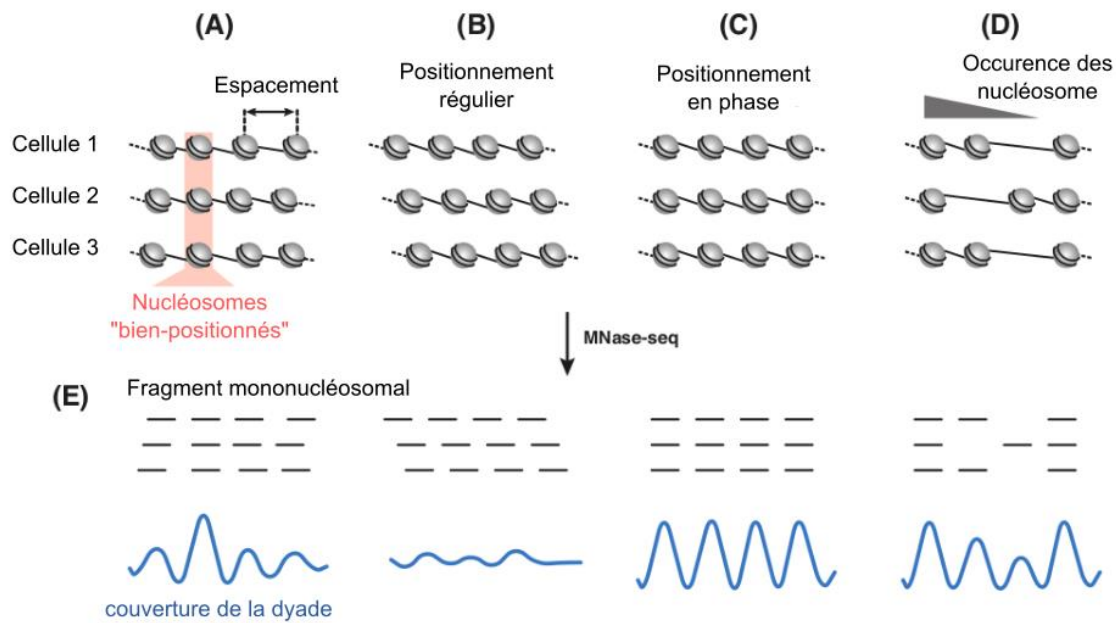 (A)
(B)
(C)
(D)
Espacement
Positionnement
régulier
Positionnement
en phase
Occurence des
nucléosome
Cellule 1
Cellule 2
Cellule 3
Nucléosomes
"bien-positionnés"
MNase-seq
(E)
Fragment mononucléosomal
couverture de la dyade